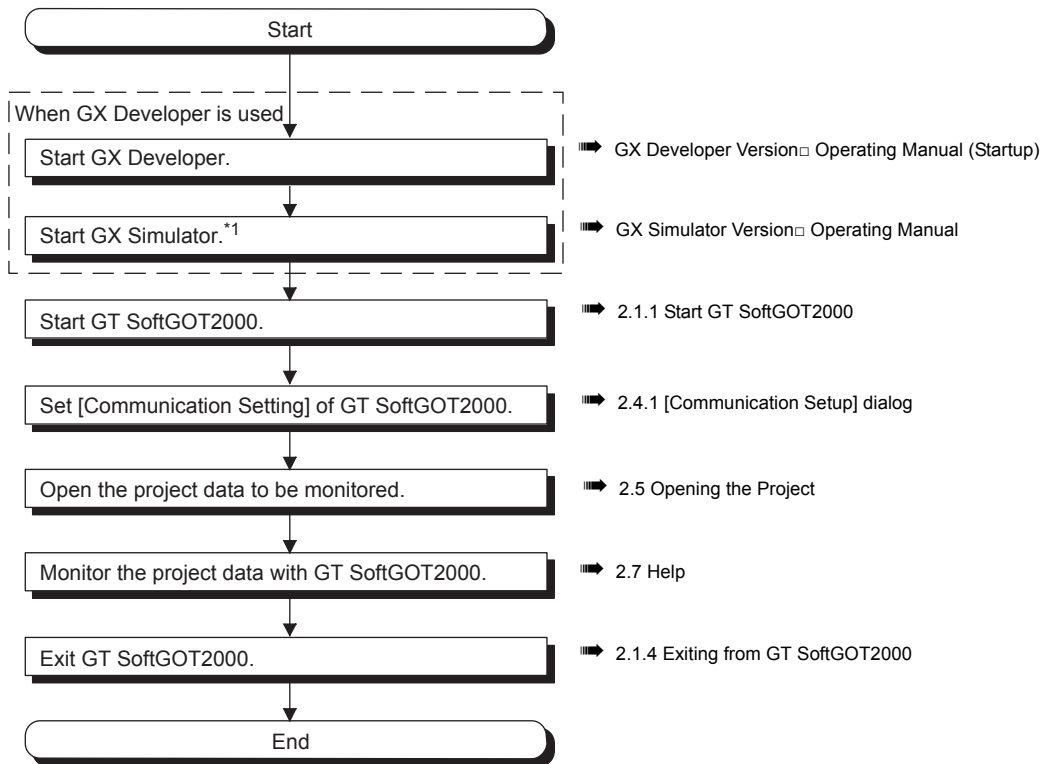 Start
When GX Developer is used
Start GX Developer.
GX Developer Version□ Operating Manual (Startup)
Start GX Simulator.*1
GX Simulator Version□ Operating Manual
Start GT SoftGOT2000.
2.1.1 Start GT SoftGOT2000
Set [Communication Setting] of GT SoftGOT2000.
2.4.1 [Communication Setup] dialog
Open the project data to be monitored.
2.5 Opening the Project
Monitor the project data with GT SoftGOT2000.
2.7 Help
Exit GT SoftGOT2000.
2.1.4 Exiting from GT SoftGOT2000
End